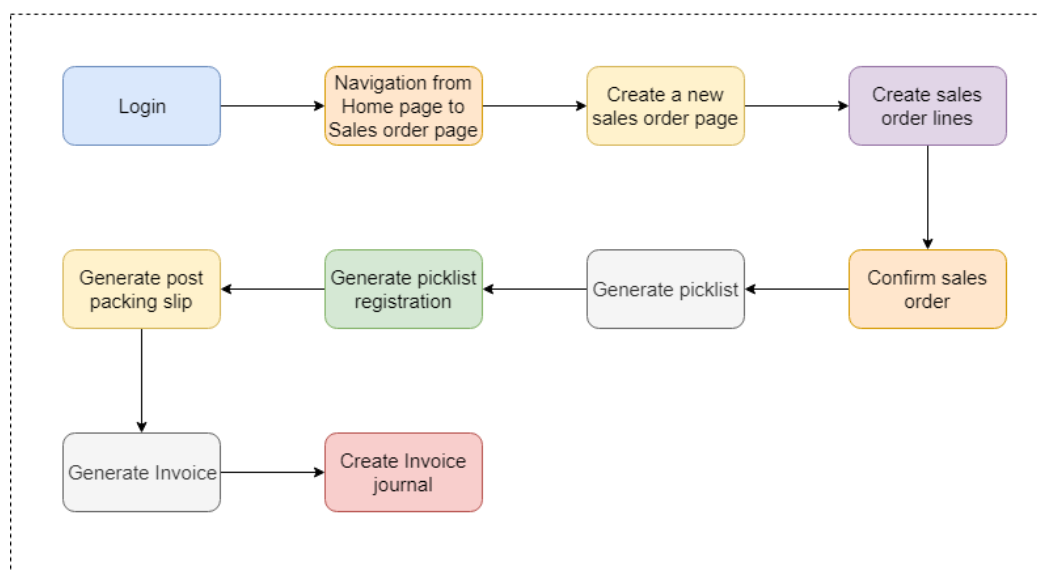 Login
Navigation from
Home page to
Sales order page
Create a new
sales order page
Create sales
order lines
Generate post
packing slip
Generate picklist
registration
Generate picklist
Confirm sales
order
Generate Invoice
Create Invoice
journal